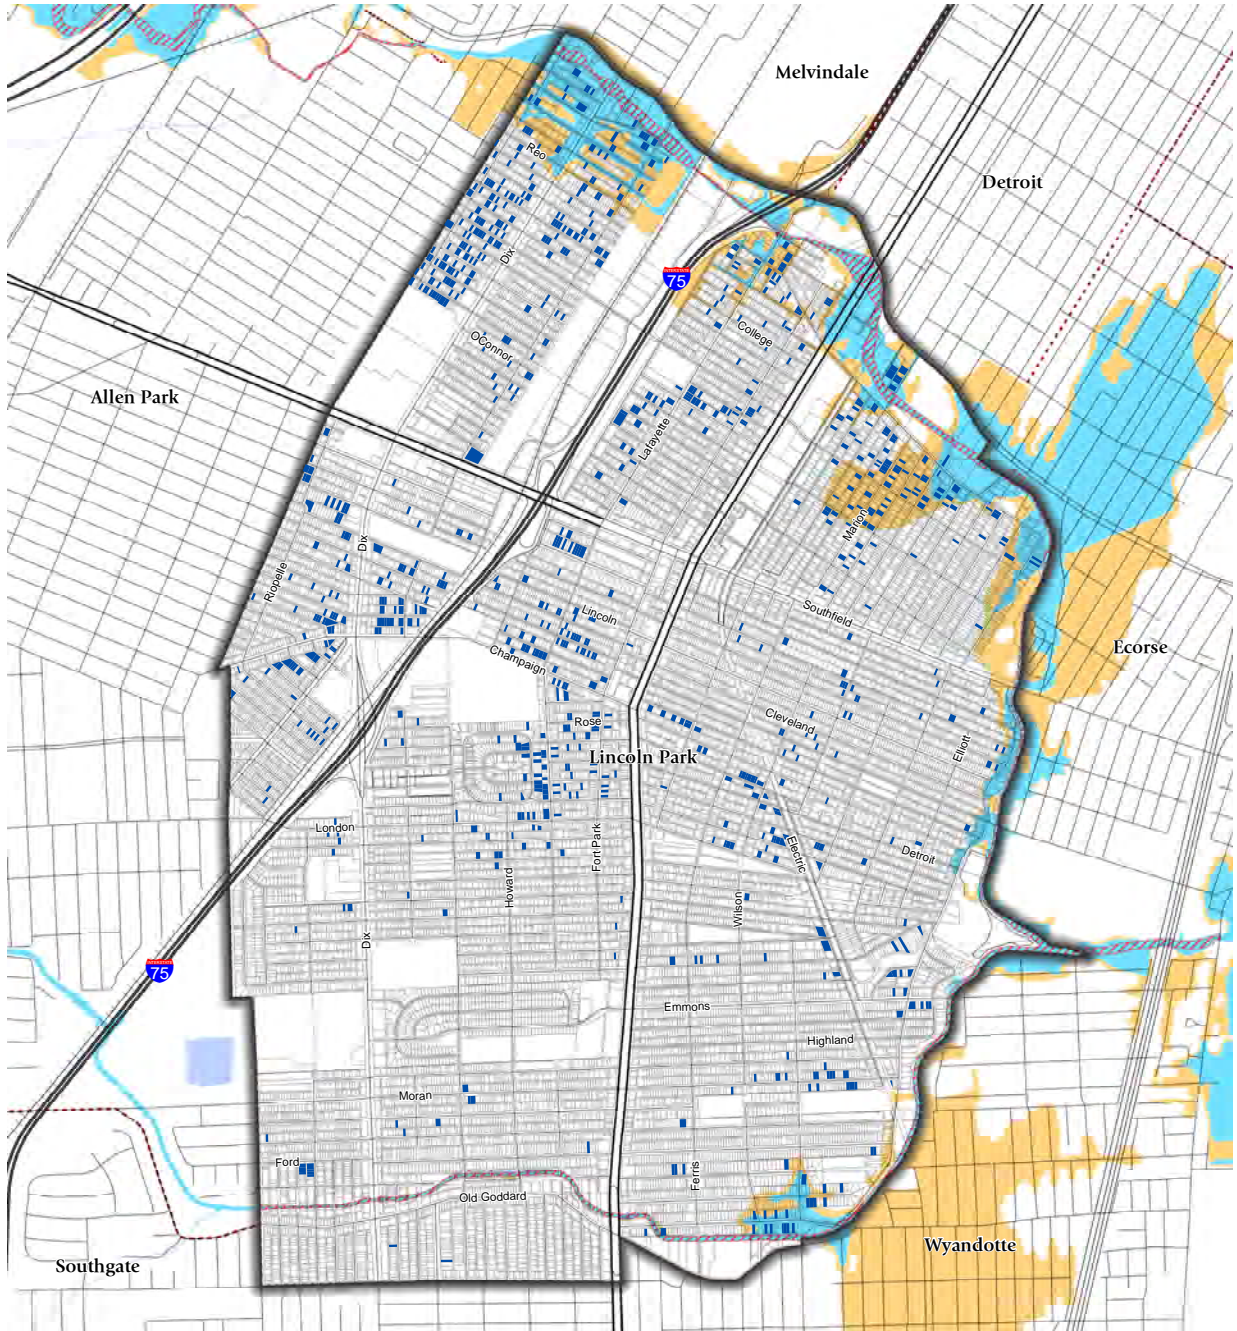 Melvindale
Reo
Detroit
Dix
INTERSTATE
75
College
OConnor
Allen Park
Lafayette
Marion
Dix
Riopelle
Lincoln
Southfield
Champaign
Ecorse
Rose
Cleveland
Elliott
Lincoln Park
London
Fort Park
Electric
Detroit
Howard
Wilson
Dix
INTERSTATE
75
Emmons
Highland
Moran
Ford
Ferris
Old Goddard
Wyandotte
Southgate